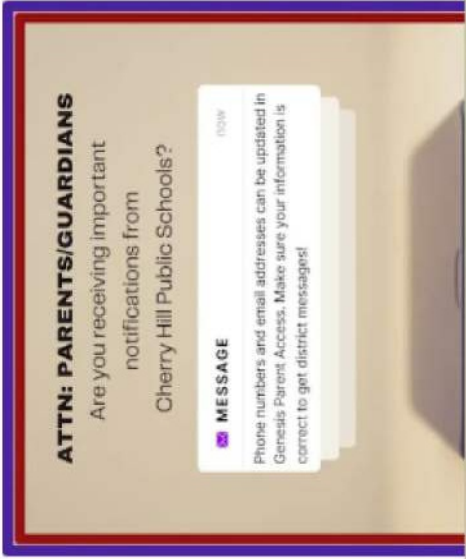 ATTN: PARENTS/GUARDIANS
Are you receiving important
notifications from
Cherry Hill Public Schools?
MESSAGE
now
Phone numbers and email addresses can be updated in
Genesis Parent Access. Make sure your information is
correct to get district messages!